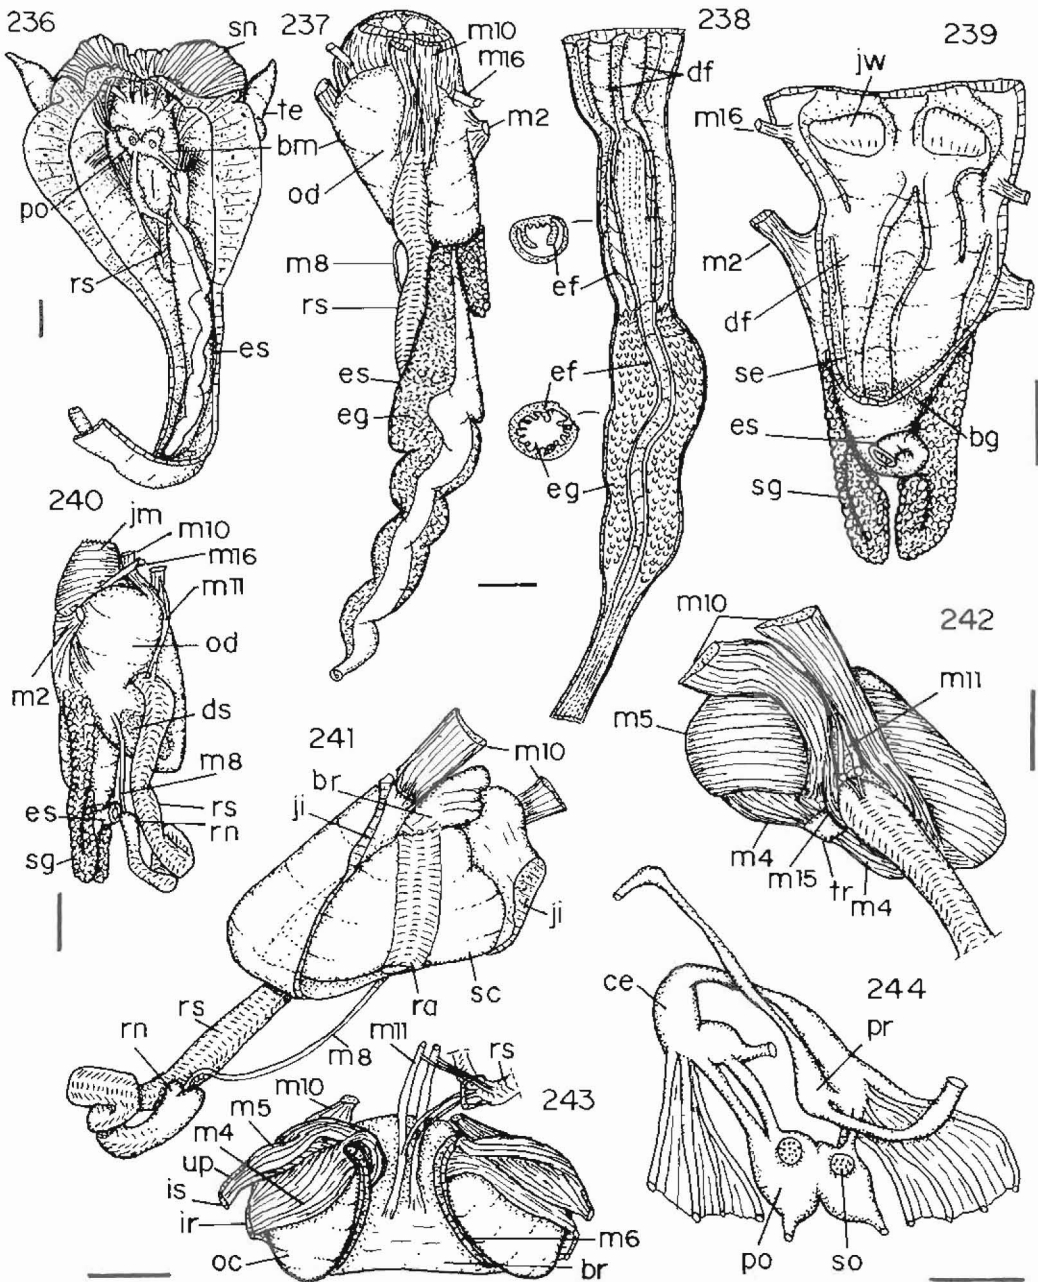 236
sn
te
bm
po
rs
es
237
m10
m16
m2
od
m8
rs
es
eg
238
df
ef
ef
eg
239
jw
m16
m2
df
se
es
bg
sg
240
jm
m10
m16
m11
od
m2
ds
m8
es
rs
rn
sg
241
m10
br
ji
ji
sc
ra
rs
rn
m8
242
m10
m11
m5
m4
m15
tr
m4
243
m11
rs
m10
m5
m4
up
is
ir
oc
m6
br
244
ce
pr
po
so